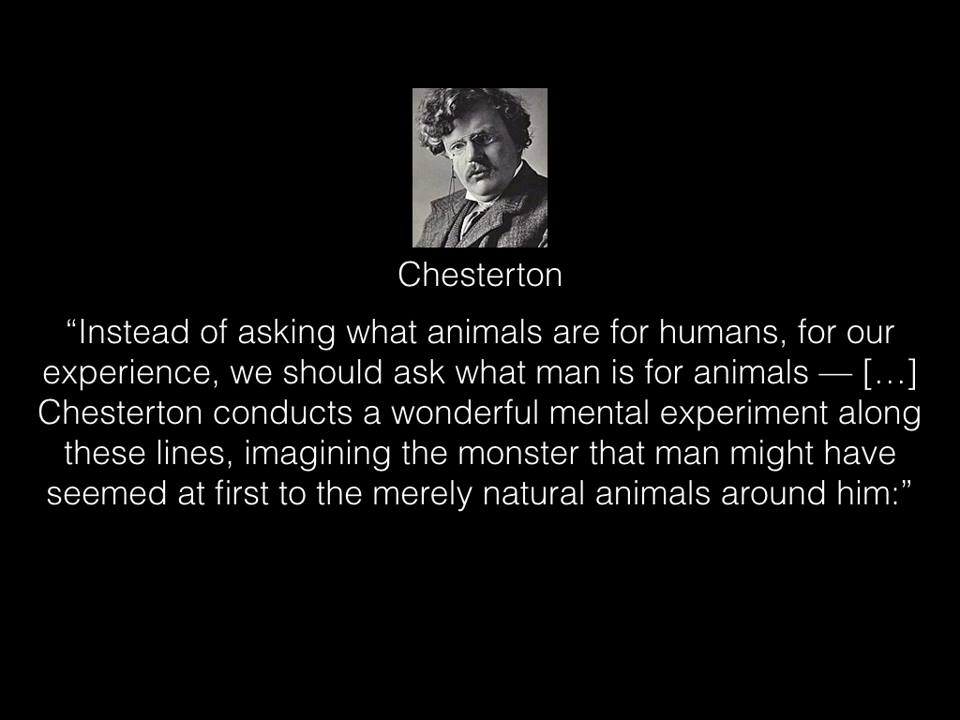 Chesterton
“Instead of asking what animals are for humans, for our
experience, we should ask what man is for animals — […]
Chesterton conducts a wonderful mental experiment along
these lines, imagining the monster that man might have
seemed at first to the merely natural animals around him:”